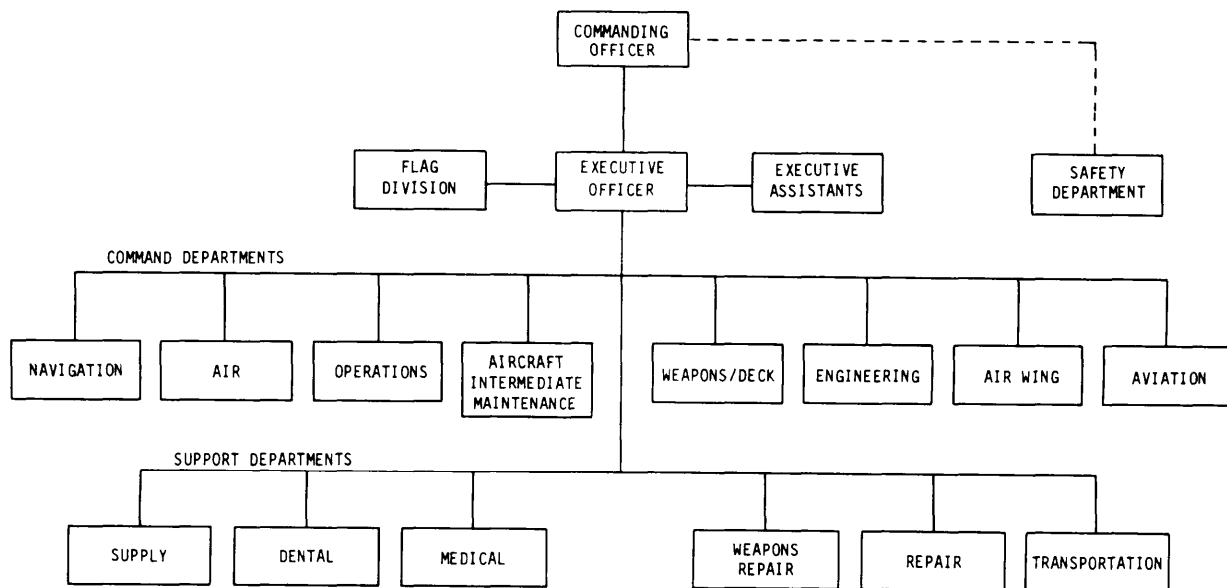 COMMANDING
OFFICER
FLAG
DIVISION
EXECUTIVE
OFFICER
EXECUTIVE
ASSISTANTS
SAFETY
DEPARTMENT
COMMAND DEPARTMENTS
NAVIGATION
AIR
OPERATIONS
AIRCRAFT
INTERMEDIATE
MAINTENANCE
WEAPONS/DECK
ENGINEERING
AIR WING
AVIATION
SUPPORT DEPARTMENTS
SUPPLY
DENTAL
MEDICAL
WEAPONS
REPAIR
REPAIR
TRANSPORTATION